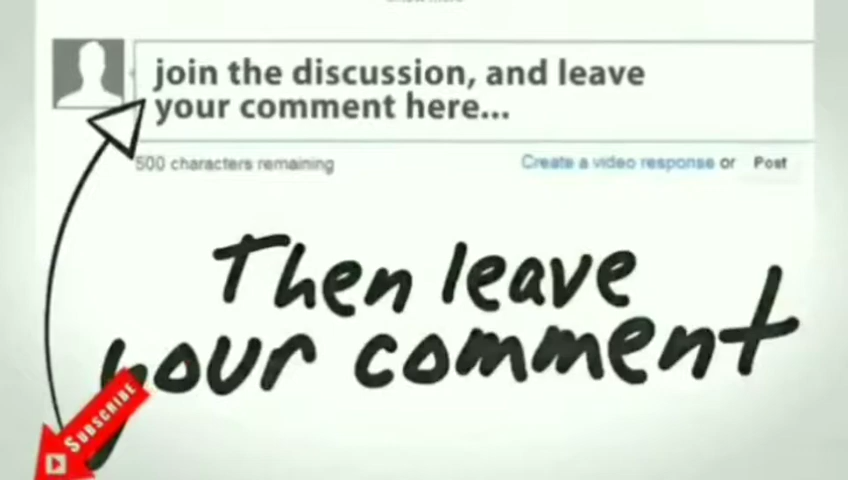 join the discussion, and leave
your comment here...
500 characters remaining
Create a video response or Post
Then leave
your comment
SUBSCRIBE